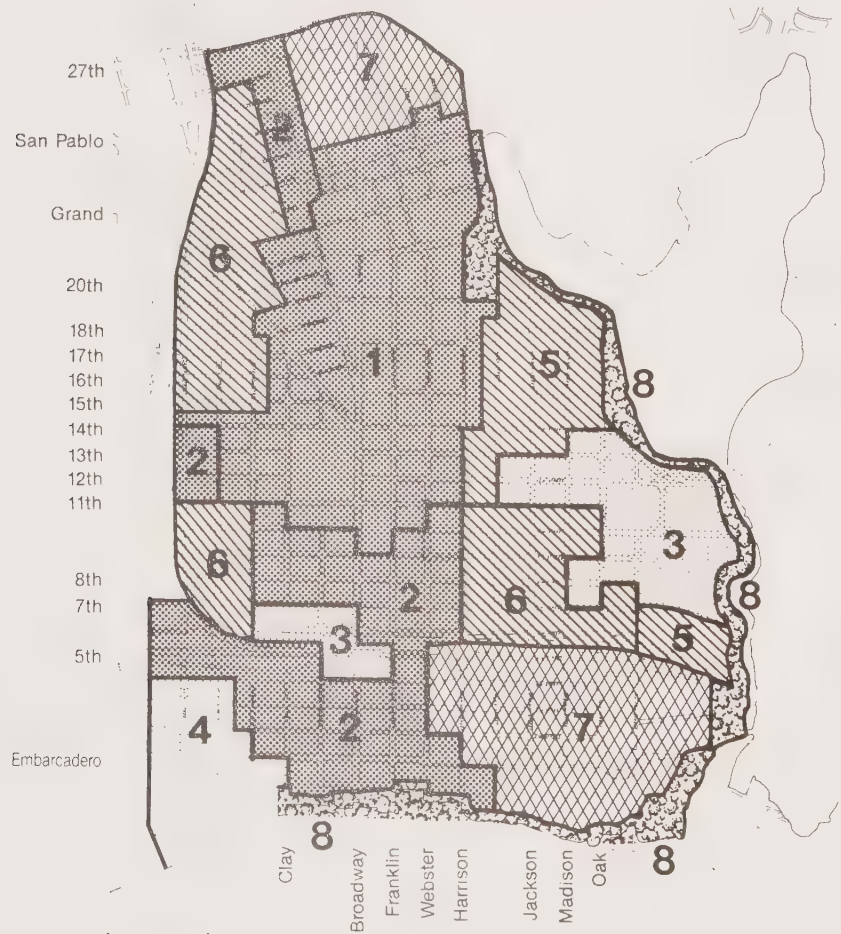 27th
San Pablo
Grand
20th
18th
17th
16th
15th
14th
13th
12th
11th
8th
7th
5th
Embarcadero
7
2
6
1
5
8
2
3
6
2
6
8
3
5
4
2
7
8
8
Clay
Broadway
Franklin
Webster
Harrison
Jackson
Madison
Oak